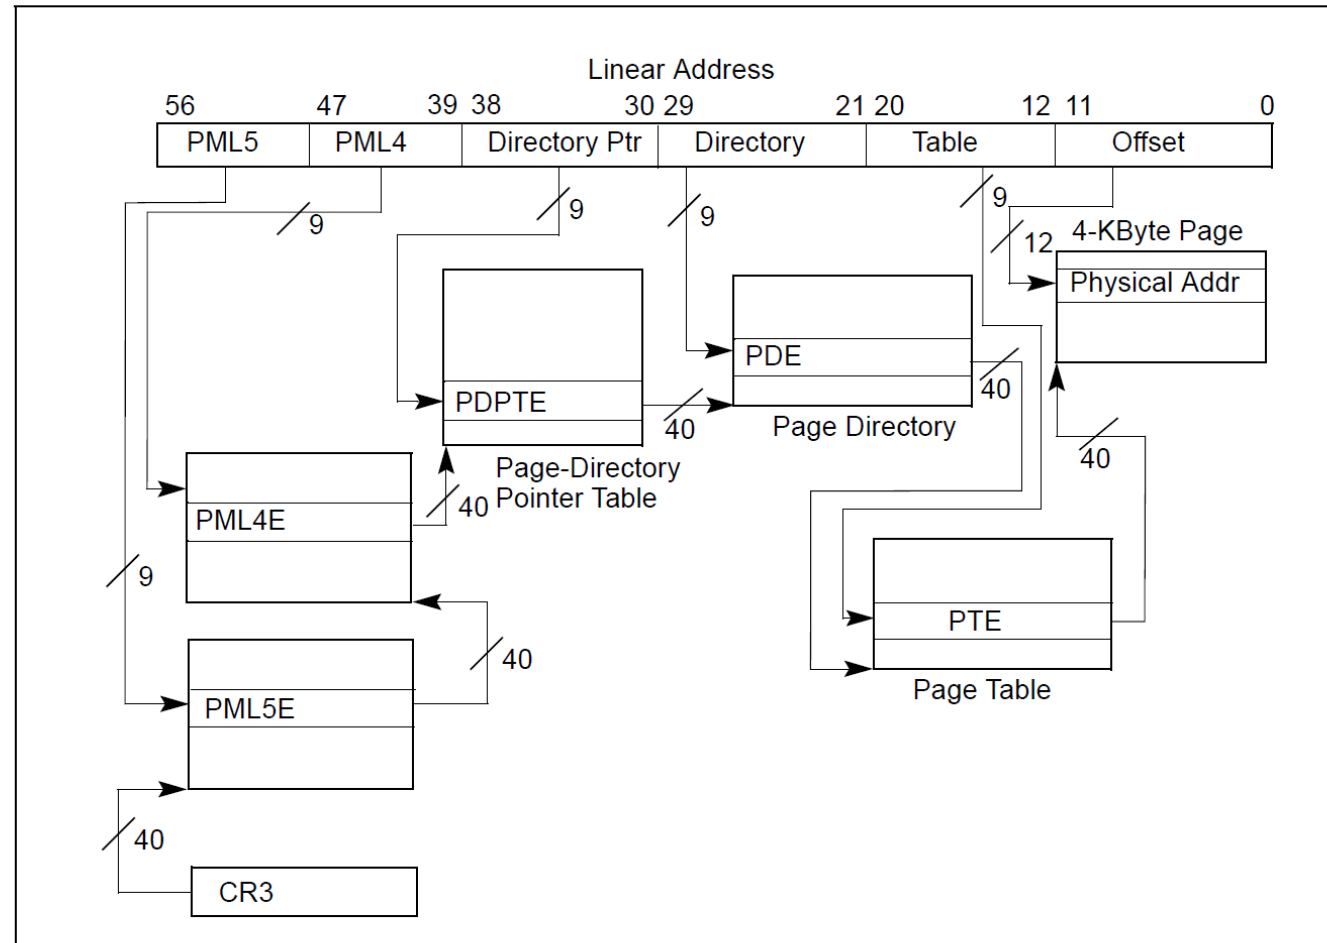 Linear Address
56 47 39 38 30 29 21 20 12 11 0
PML5 PML4 Directory Ptr Directory Table Offset
9 9 9 9
12 4-KByte Page
Physical Addr
PDE
40
PDPTE
40
Page Directory
40
Page-Directory
Pointer Table
40
PML4E
9
PTE
40
Page Table
PML5E
40
CR3